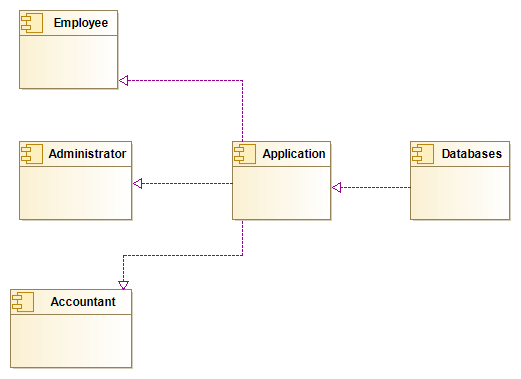 Employee
Administrator
Application
Databases
Accountant